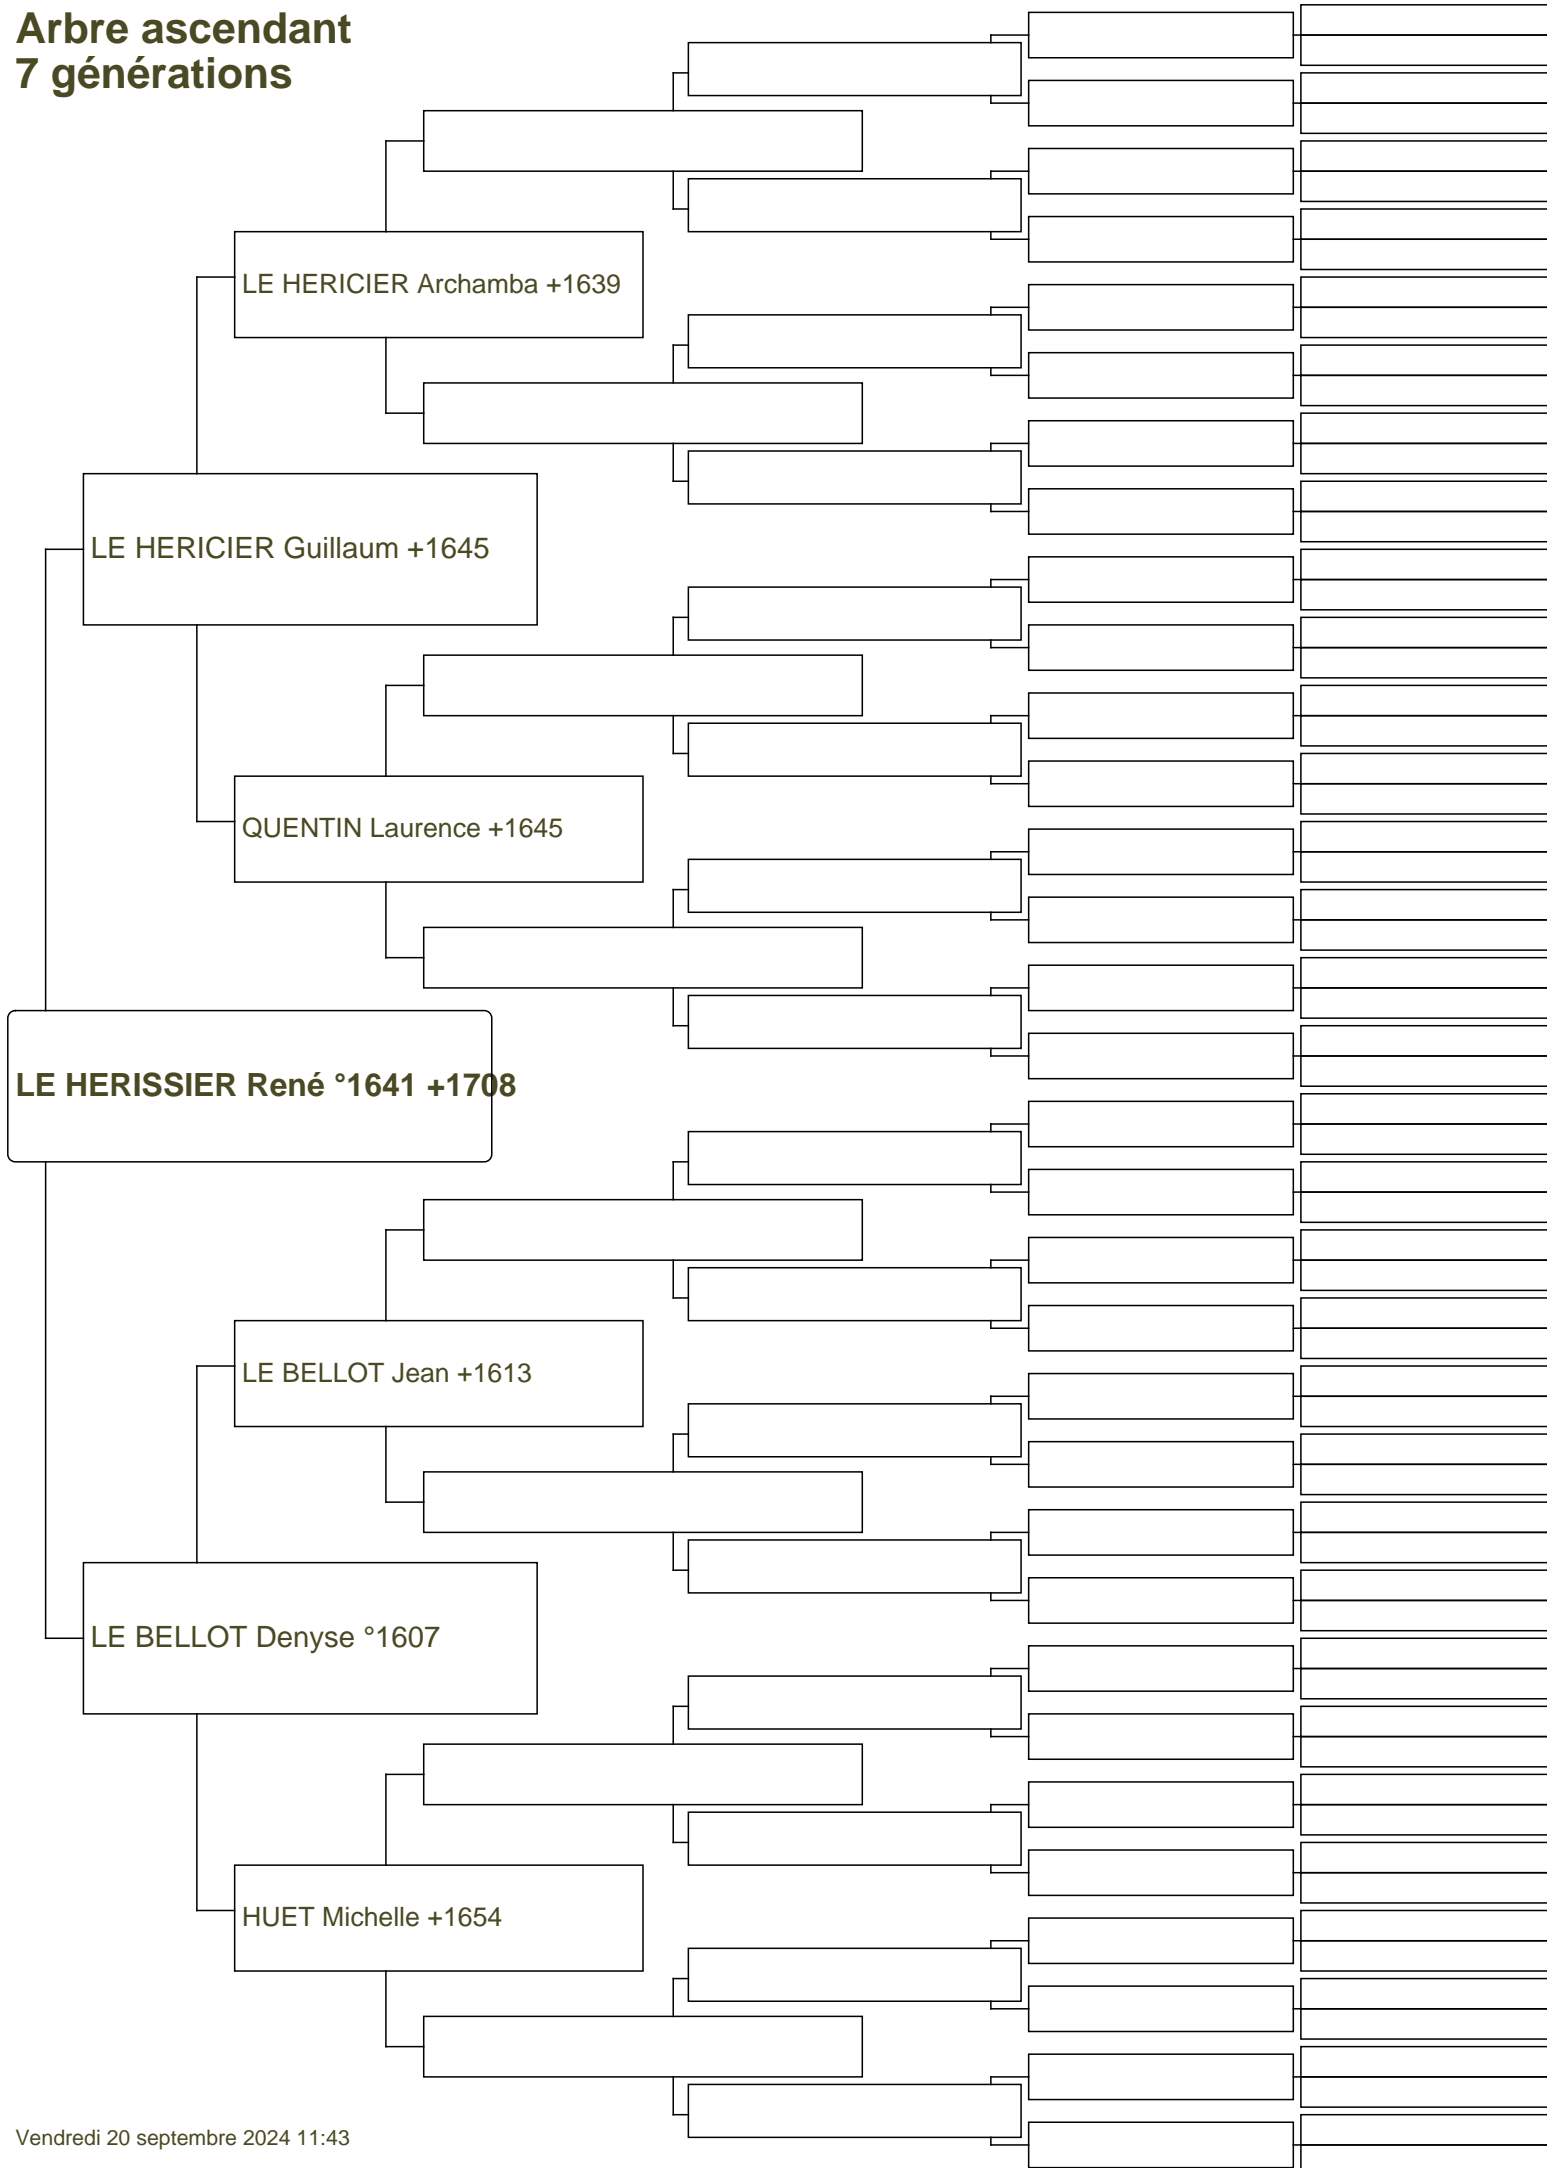 Arbre ascendant
7 générations
LE HERICIER Archamba +1639
LE HERICIER Guillaum +1645
QUENTIN Laurence +1645
LE HERISSIER René °1641 +1708
LE BELLOT Jean +1613
LE BELLOT Denyse °1607
HUET Michelle +1654
Vendredi 20 septembre 2024 11:43